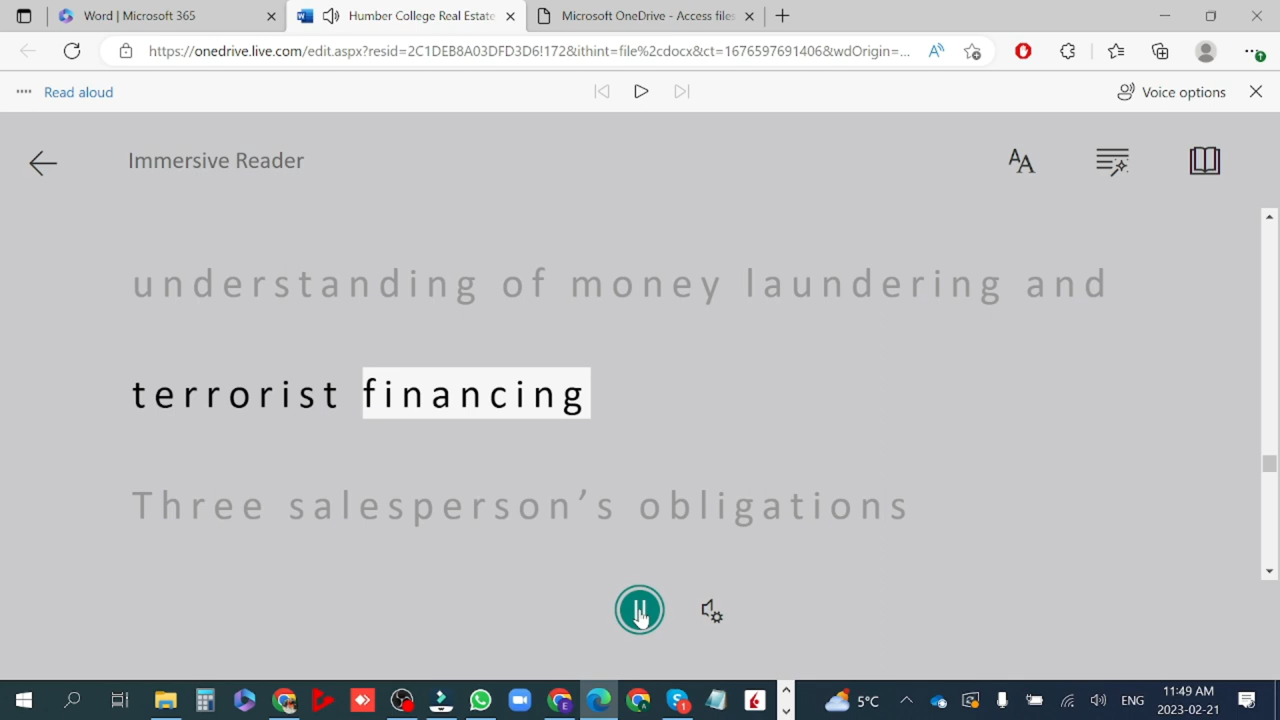 Word | Microsoft 365
Humber College Real Estate
Microsoft OneDrive - Access files
https://onedrive.live.com/edit.aspx?resid=2C1DEB8A03DFD3D6!172&ithint=file%2cdocx&ct=1676597691406&wdOrigin=...
Read aloud
Voice options
Immersive Reader
understanding of money laundering and
terrorist financing
Three salesperson’s obligations
5°C
ENG
11:49 AM
2023-02-21